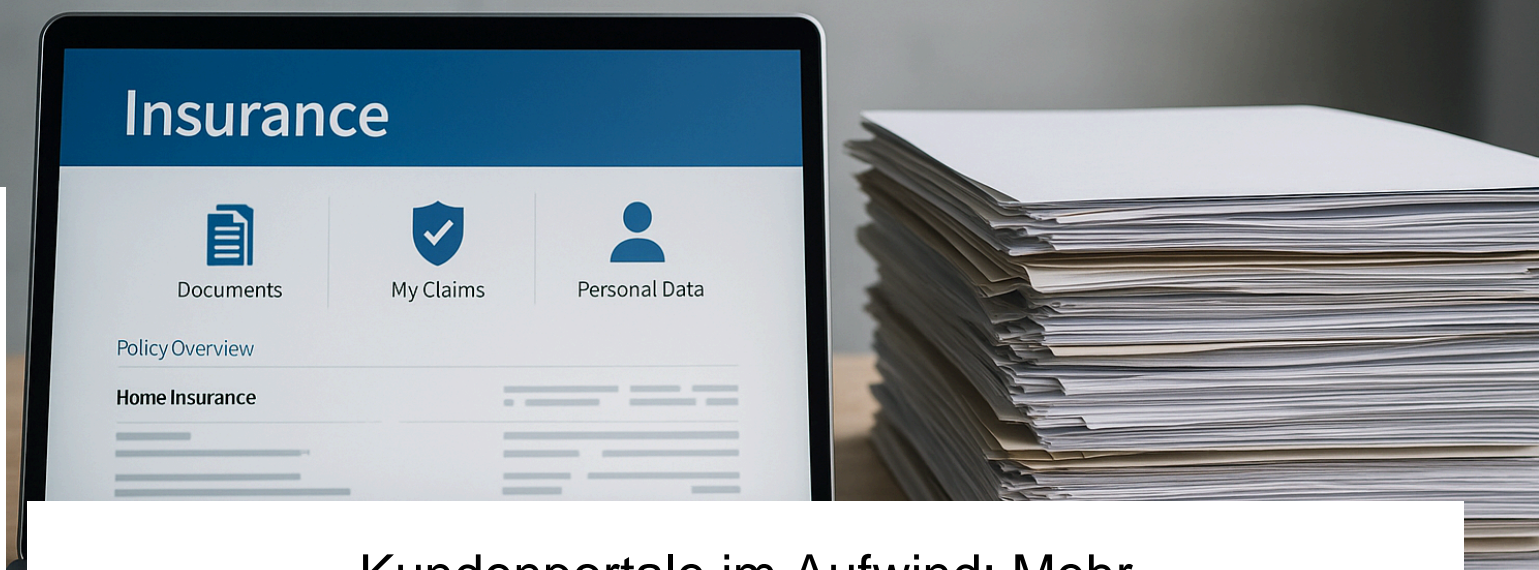 Insurance
Documents
My Claims
Personal Data
Policy Overview
Home Insurance
Kundenportale im Aufwind: Mehr